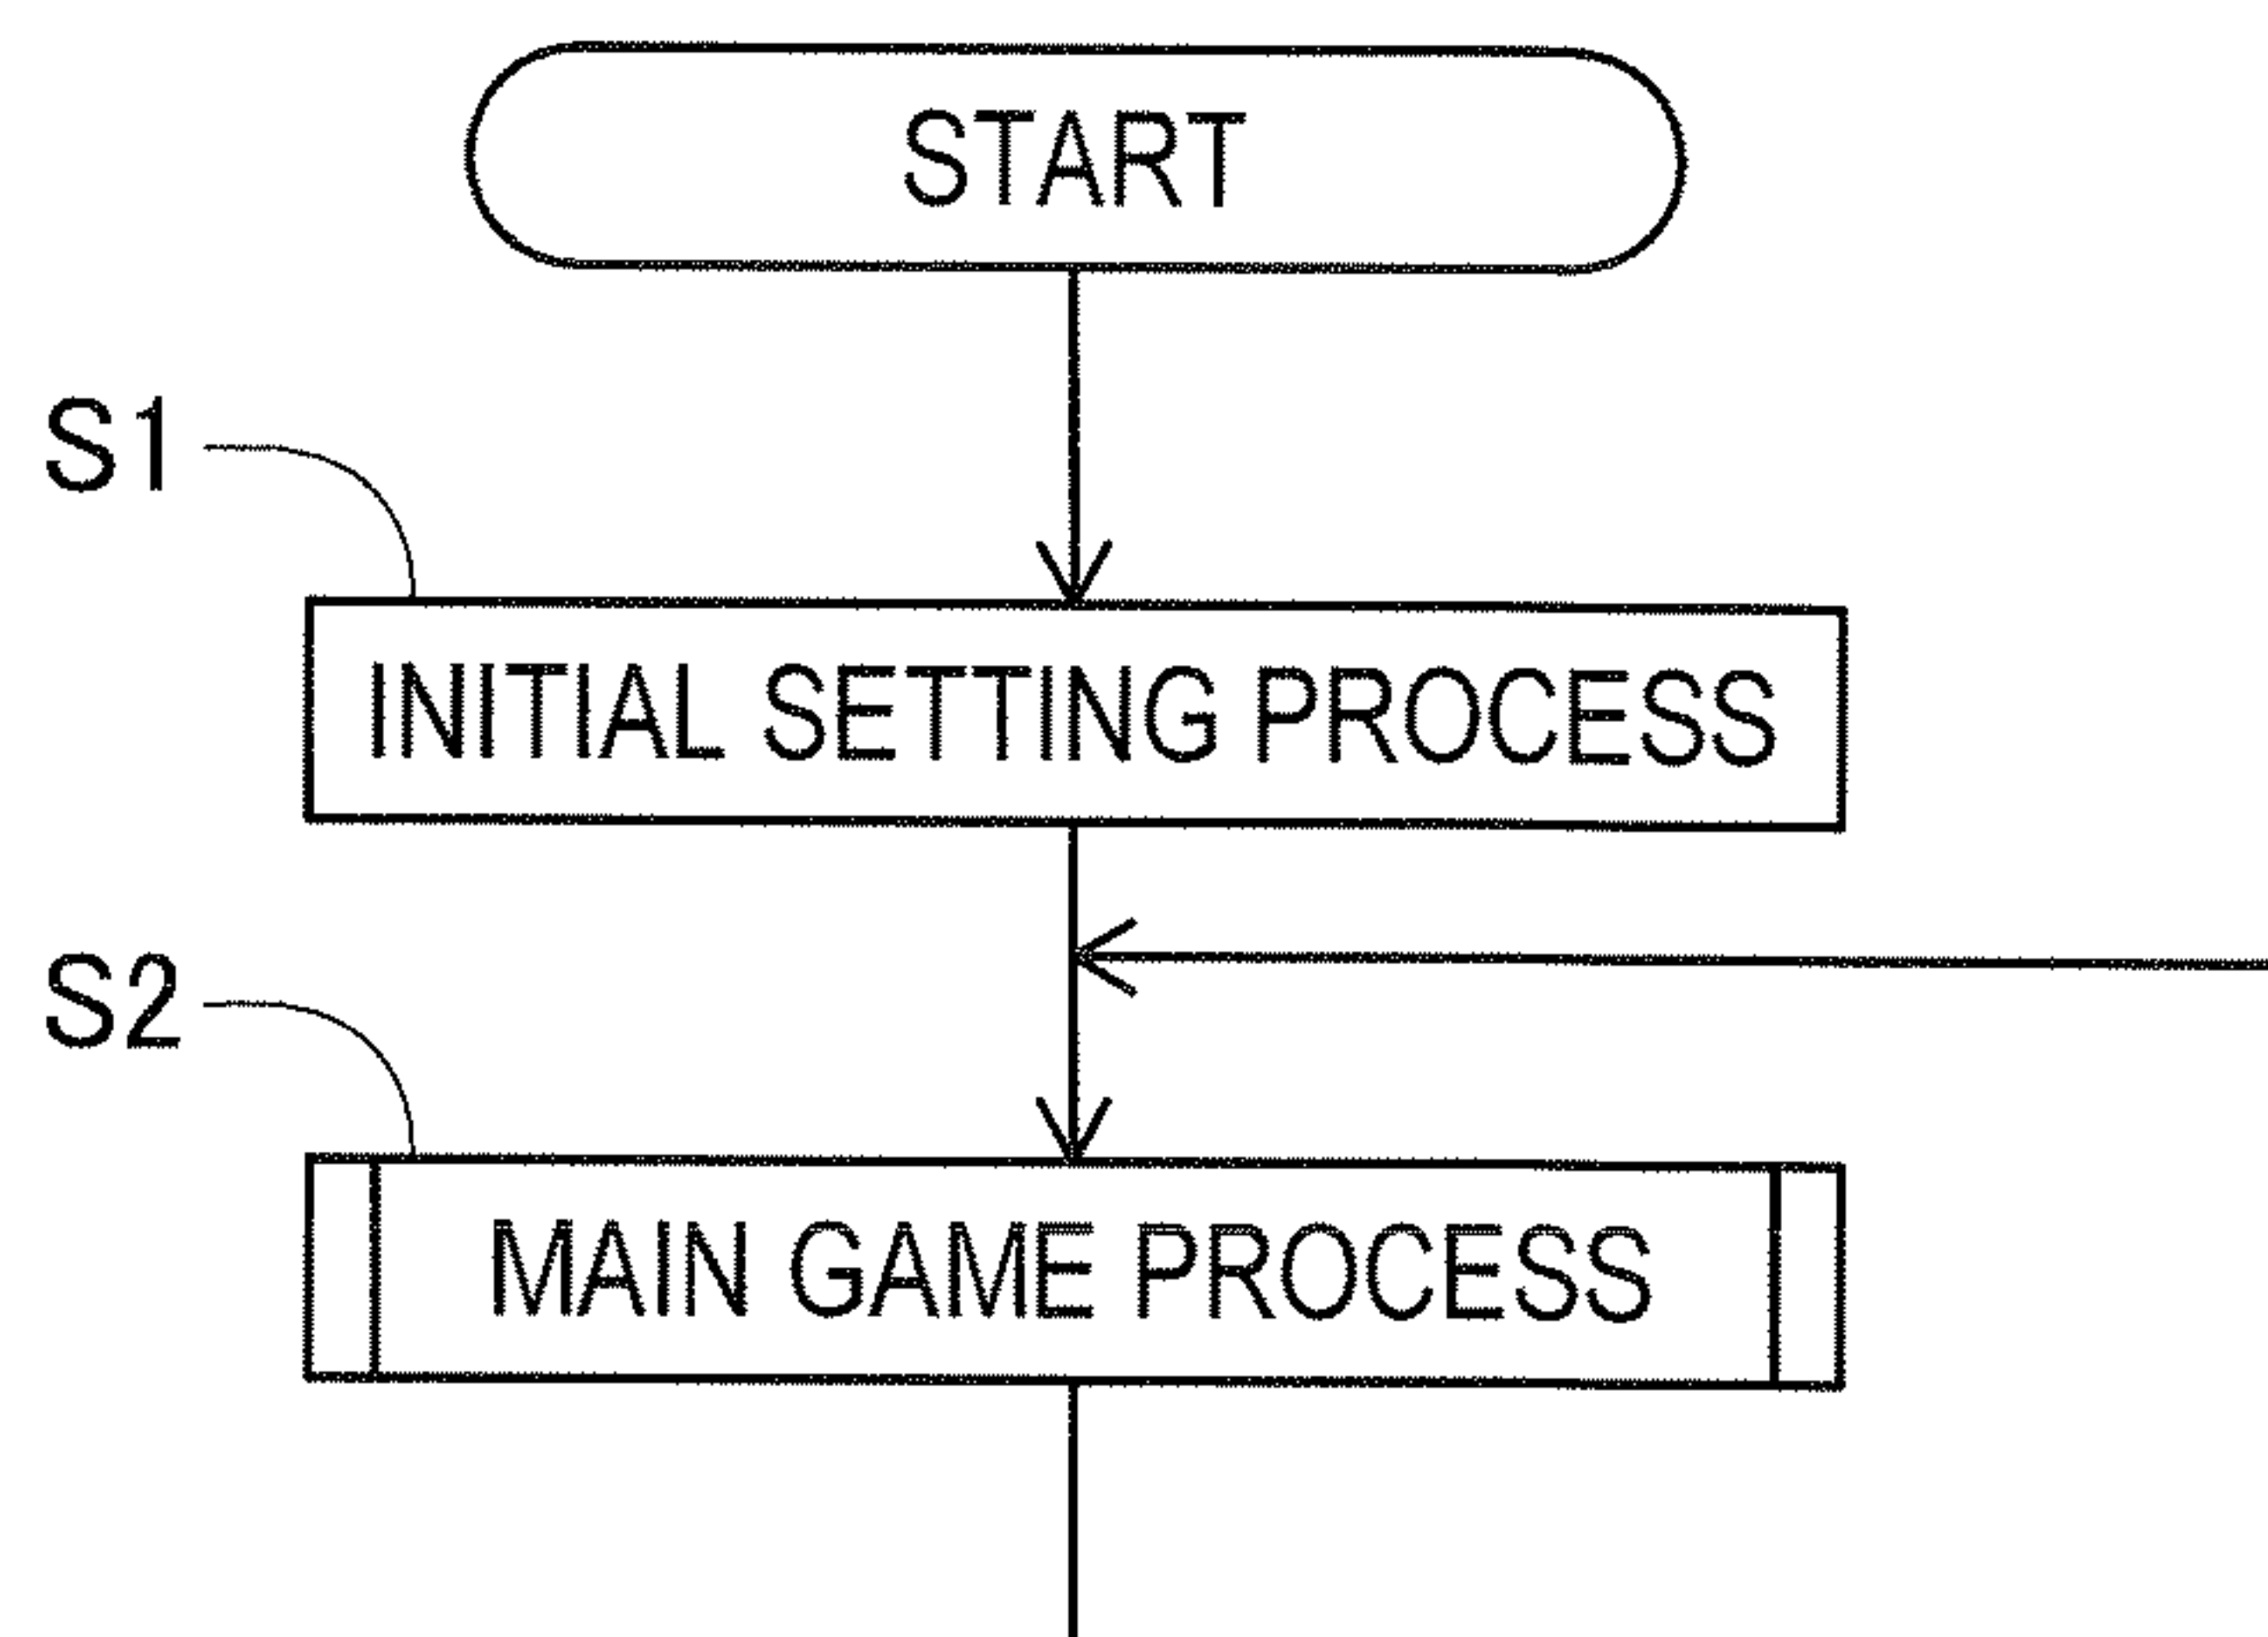 START
S1
INITIAL SETTING PROCESS
S2
MAIN GAME PROCESS